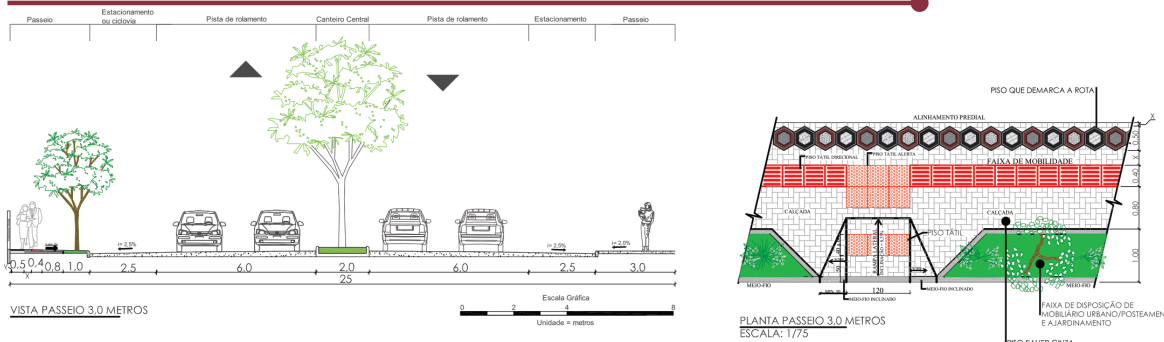 Passeio
Estacionamento
ou ciclovia
Pista de rolamento
Canteiro Central
Pista de rolamento
Estacionamento
Passeio
i= 2,5%
i= 2,5%
i= 2,0%
0,5 0,4 0,8 1,0
x
2.5
6.0
2.0
6.0
2.5
3.0
25
VISTA PASSEIO 3,0 METROS
Escala Gráfica
0 2 4 8
Unidade = metros
PISO QUE DEMARCA A ROTA
X
ALINHAMENTO PREDIAL
0,50
PISO TÁTIL DIRECIONAL
PISO TÁTIL ALERTA
FAIXA DE MOBILIDADE
X
0,40
0,80
CALÇADA
CALÇADA
PISO TÁTIL
1,00
MEIO-FIO
MEIO-FIO
120
MEIO-FIO INCLINADO
MEIO-FIO INCLINADO
FAIXA DE DISPOSIÇÃO DE
MOBILIÁRIO URBANO/POSTEAMEN
E AJARDINAMENTO
PLANTA PASSEIO 3,0 METROS
ESCALA: 1/75